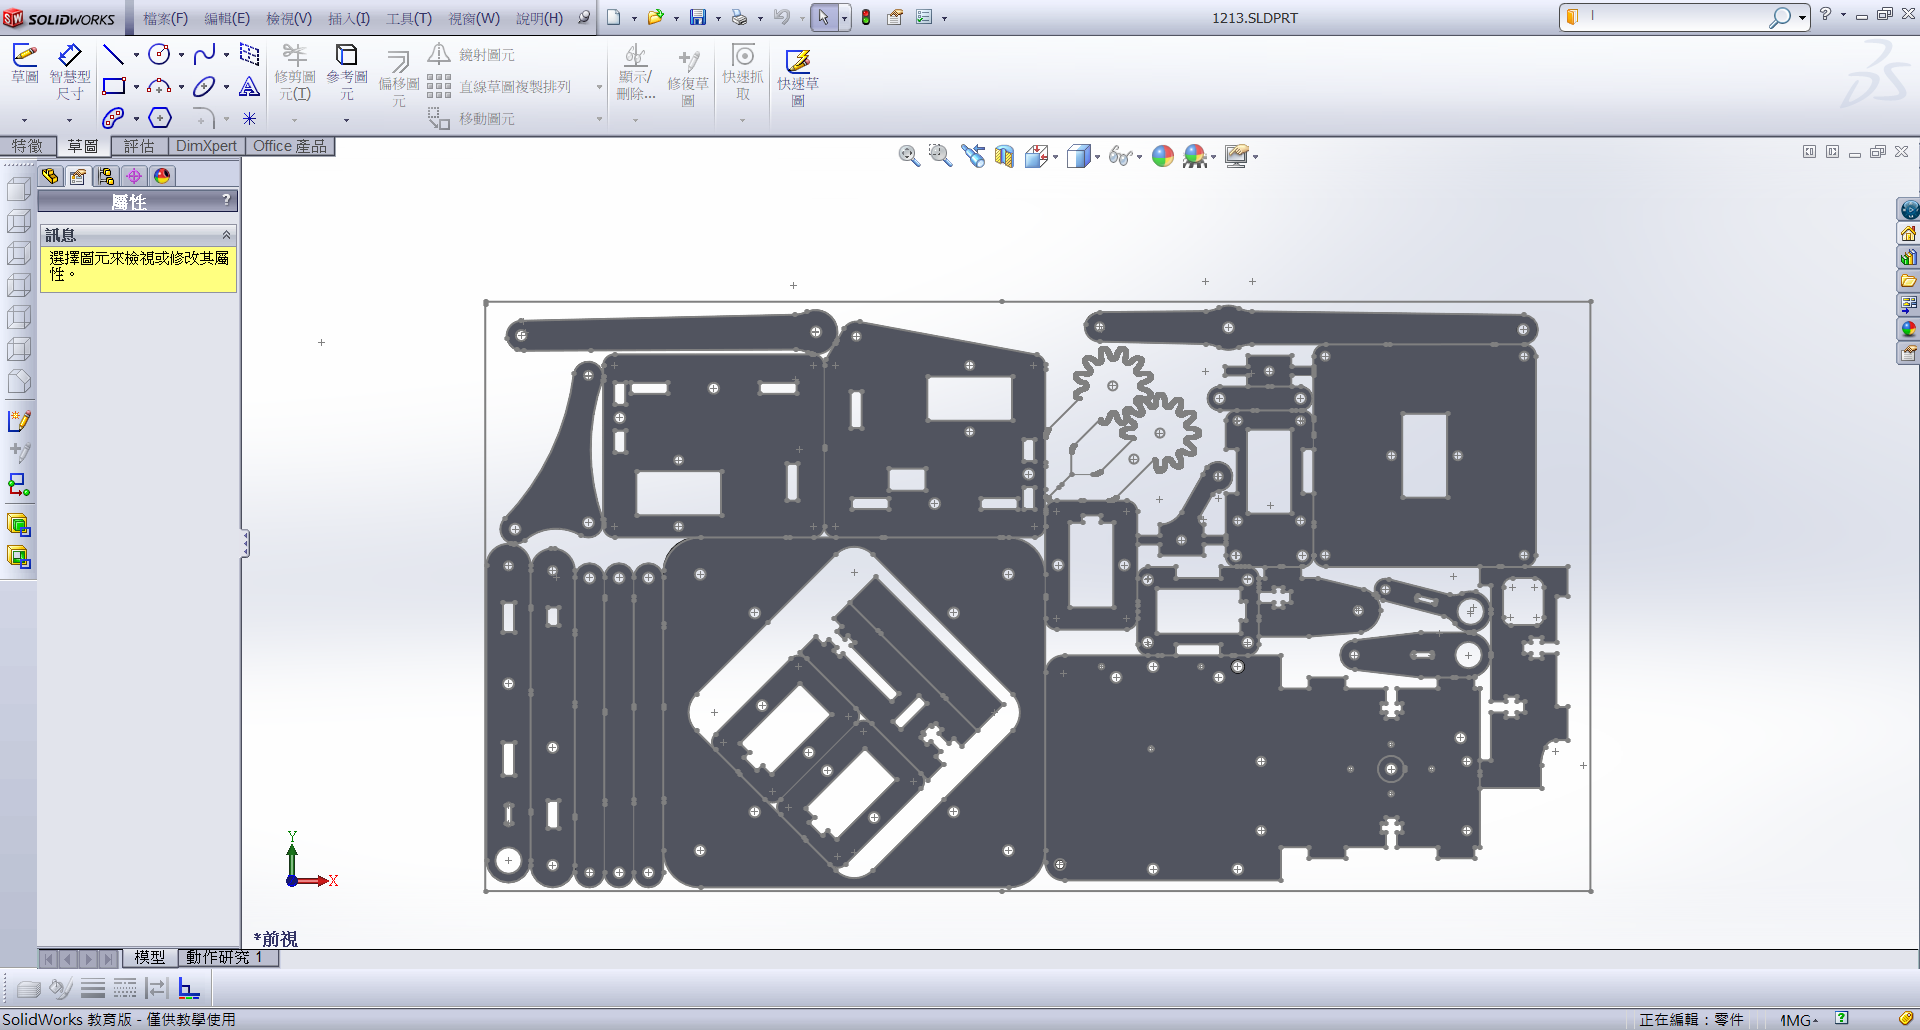 SOLIDWORKS 檔案(F) 編輯(E) 檢視(V) 插入(I) 工具(T) 視窗(W) 說明(H) 1213.SLDPRT
草圖 智慧型尺寸 修剪圖元(T) 參考圖元 偏移圖元 鏡射圖元 直線草圖複製排列 移動圖元 顯示/刪除... 修復草圖 快速抓取 快速草圖
特徵 草圖 評估 DimXpert Office 產品
屬性 ?
訊息
選擇圖元來檢視或修改其屬
性。
Y
X
*前視
模型 動作研究 1
SolidWorks 教育版 - 僅供教學使用 正在編輯：零件 MMG